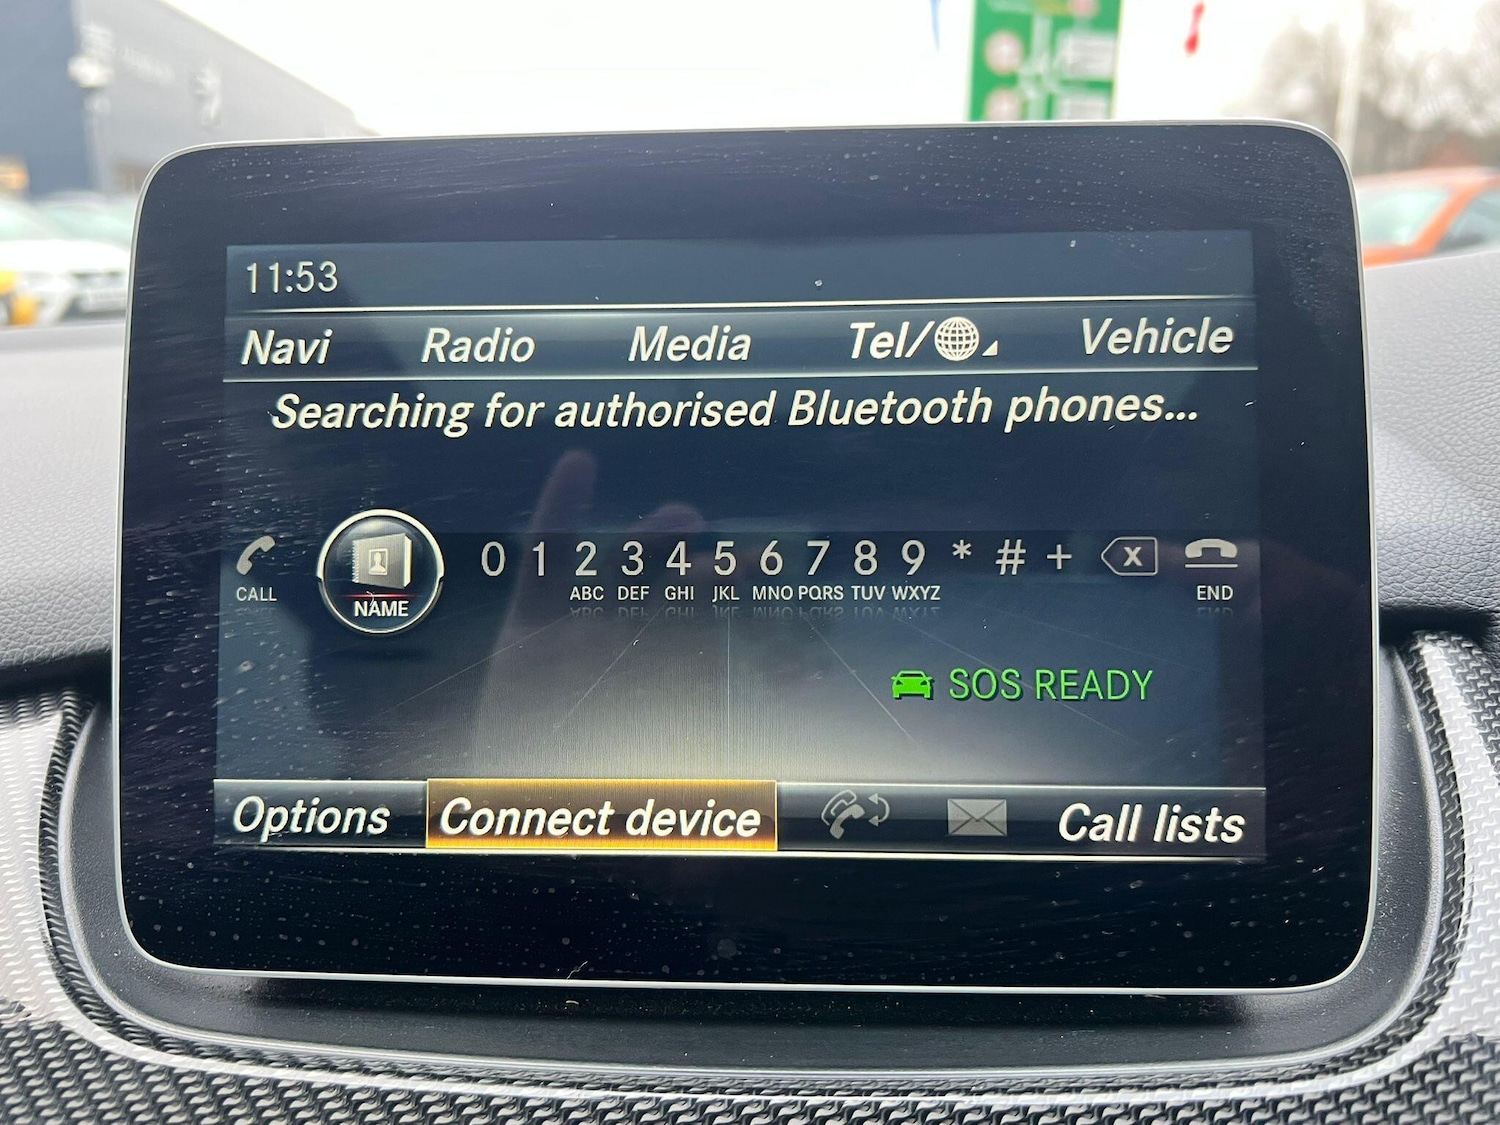 11:53
Navi Radio Media Tel/ Vehicle
Searching for authorised Bluetooth phones...
0 1 2 3 4 5 6 7 8 9 * # + X
CALL NAME ABC DEF GHI JKL MNO PQRS TUV WXYZ END
SOS READY
Options Connect device Call lists